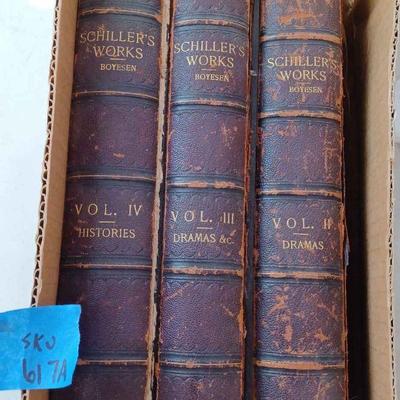 SCHILLER'S
WORKS
BOYESEN
VOL. IV
HISTORIES
SCHILLER'S
WORKS
BOYESEN
VOL. III
DRAMAS &C.
SCHILLER'S
WORKS
BOYESEN
VOL. II
DRAMAS
SKU
617A